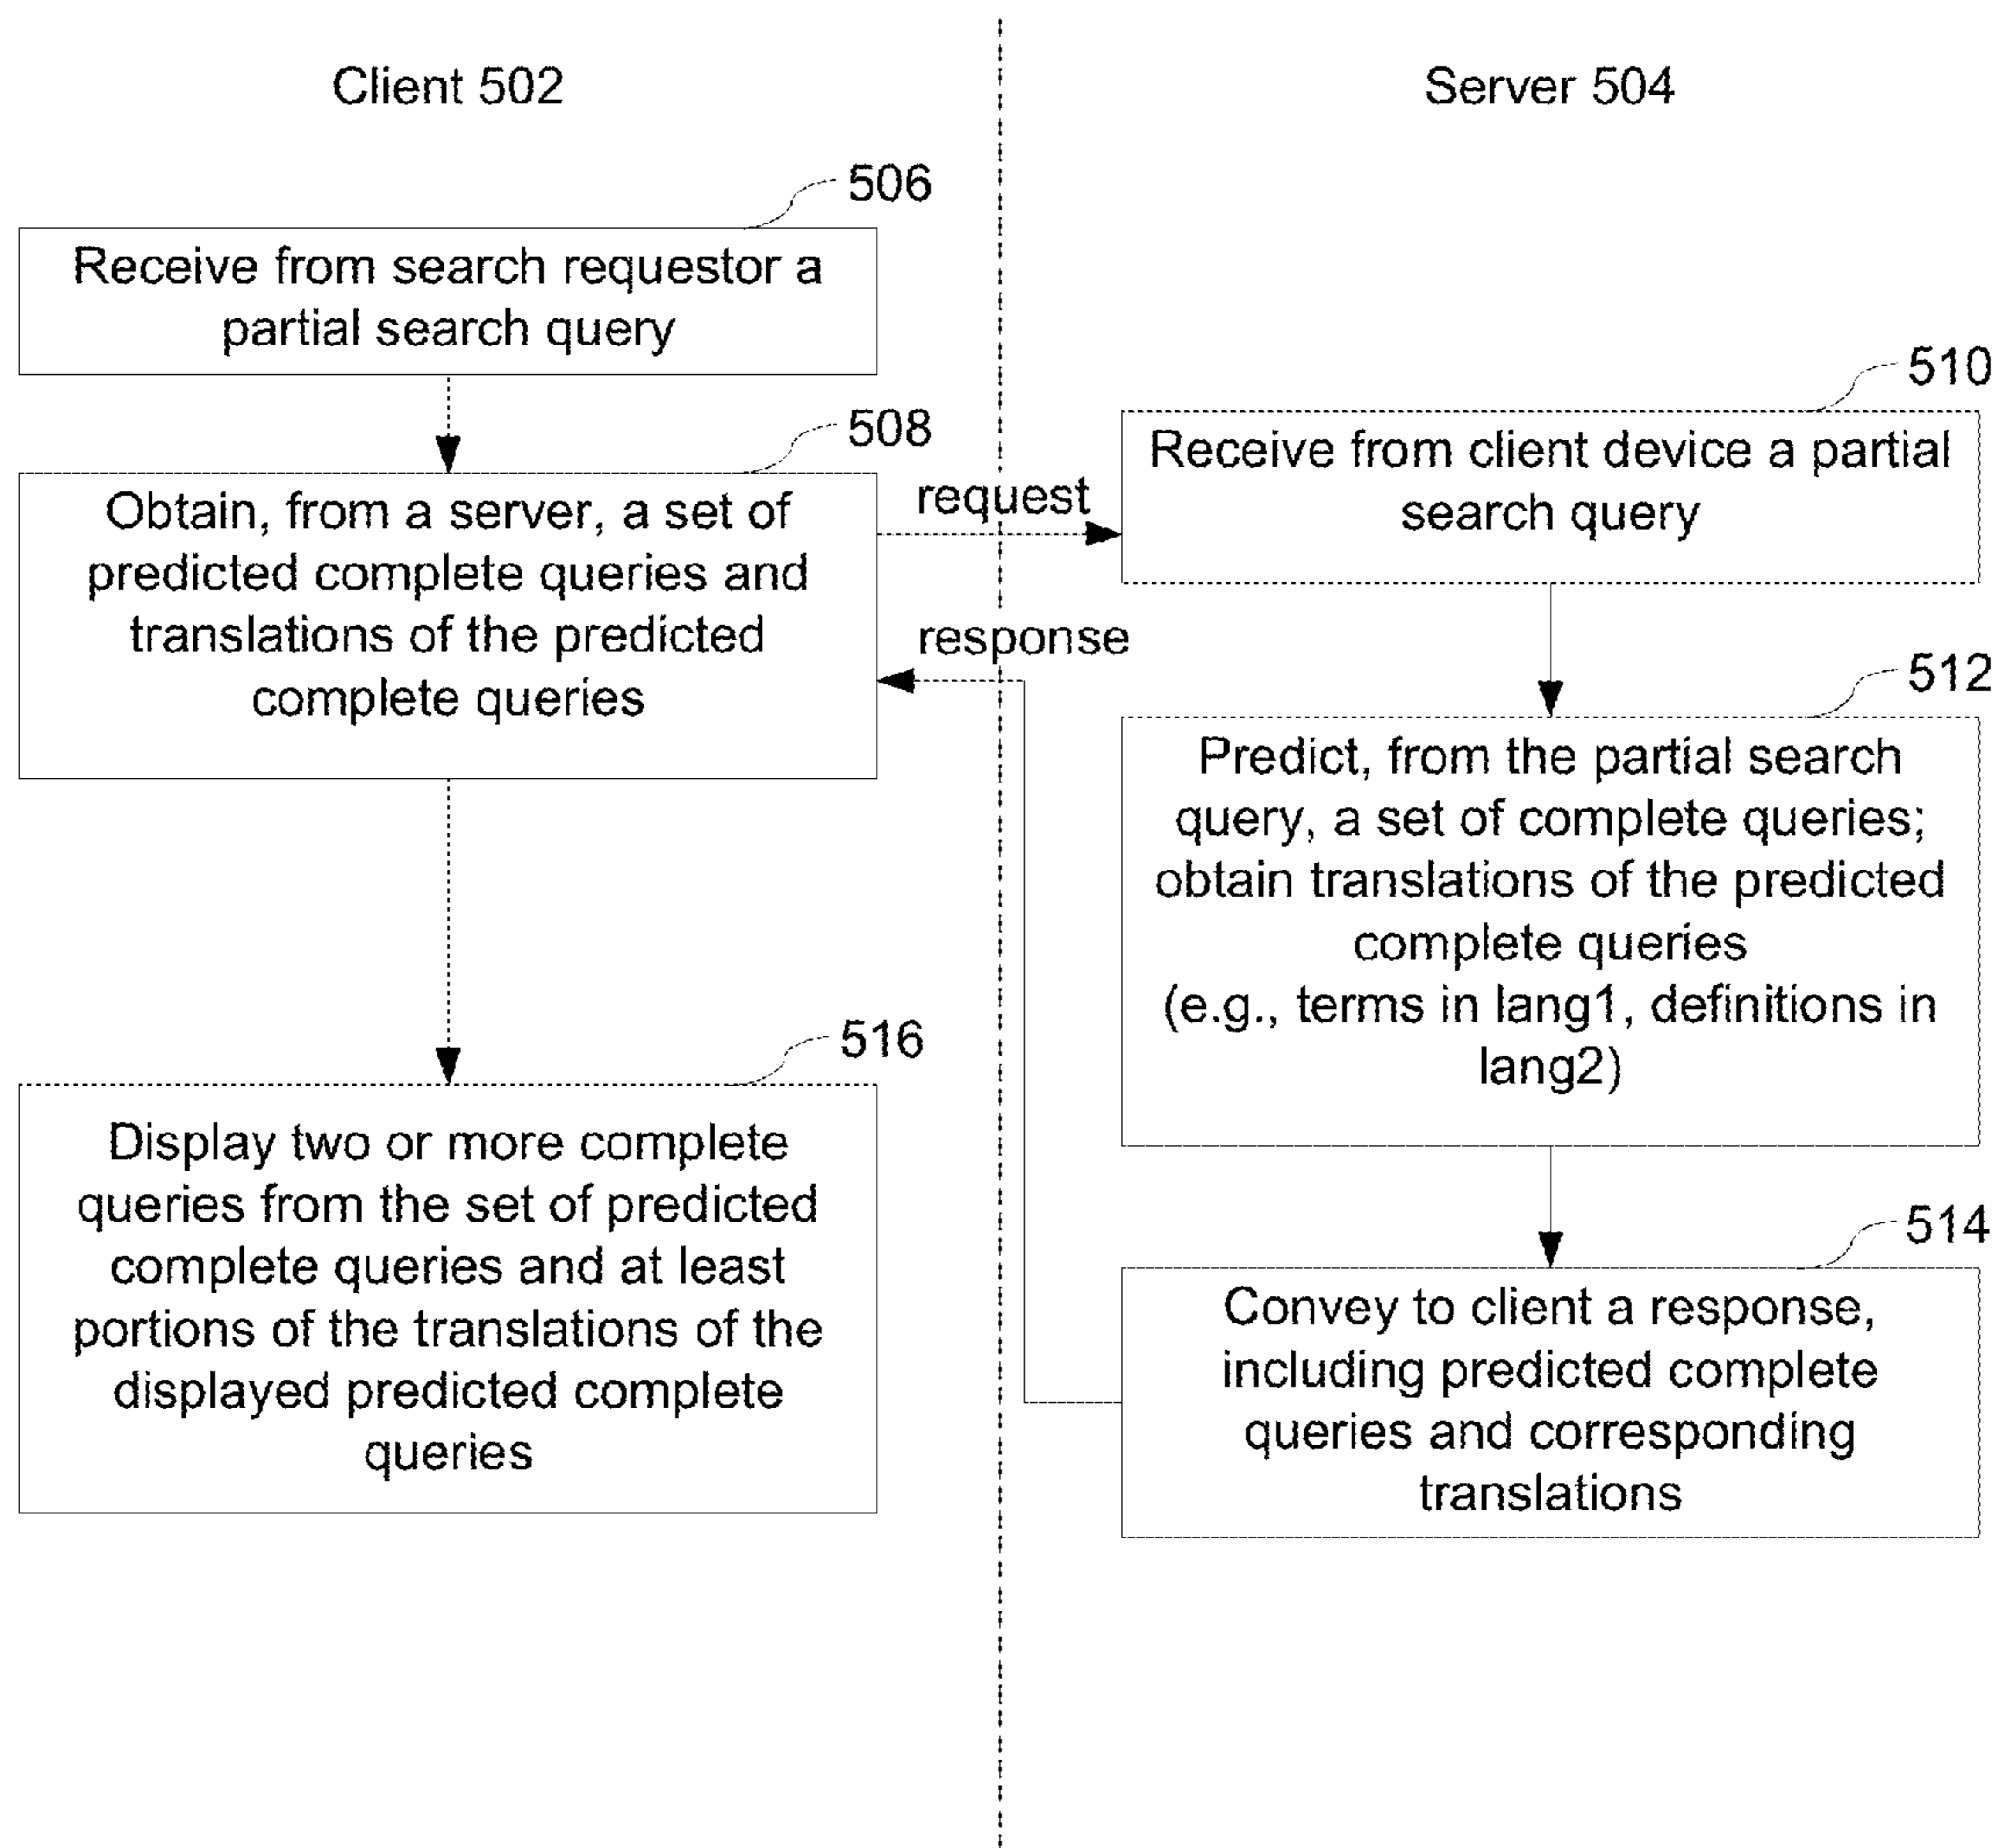 Client 502
Server 504
506
Receive from search requestor a
partial search query
508
Obtain, from a server, a set of
predicted complete queries and
translations of the predicted
complete queries
request
response
510
Receive from client device a partial
search query
512
Predict, from the partial search
query, a set of complete queries;
obtain translations of the predicted
complete queries
(e.g., terms in lang1, definitions in
lang2)
514
Convey to client a response,
including predicted complete
queries and corresponding
translations
516
Display two or more complete
queries from the set of predicted
complete queries and at least
portions of the translations of the
displayed predicted complete
queries